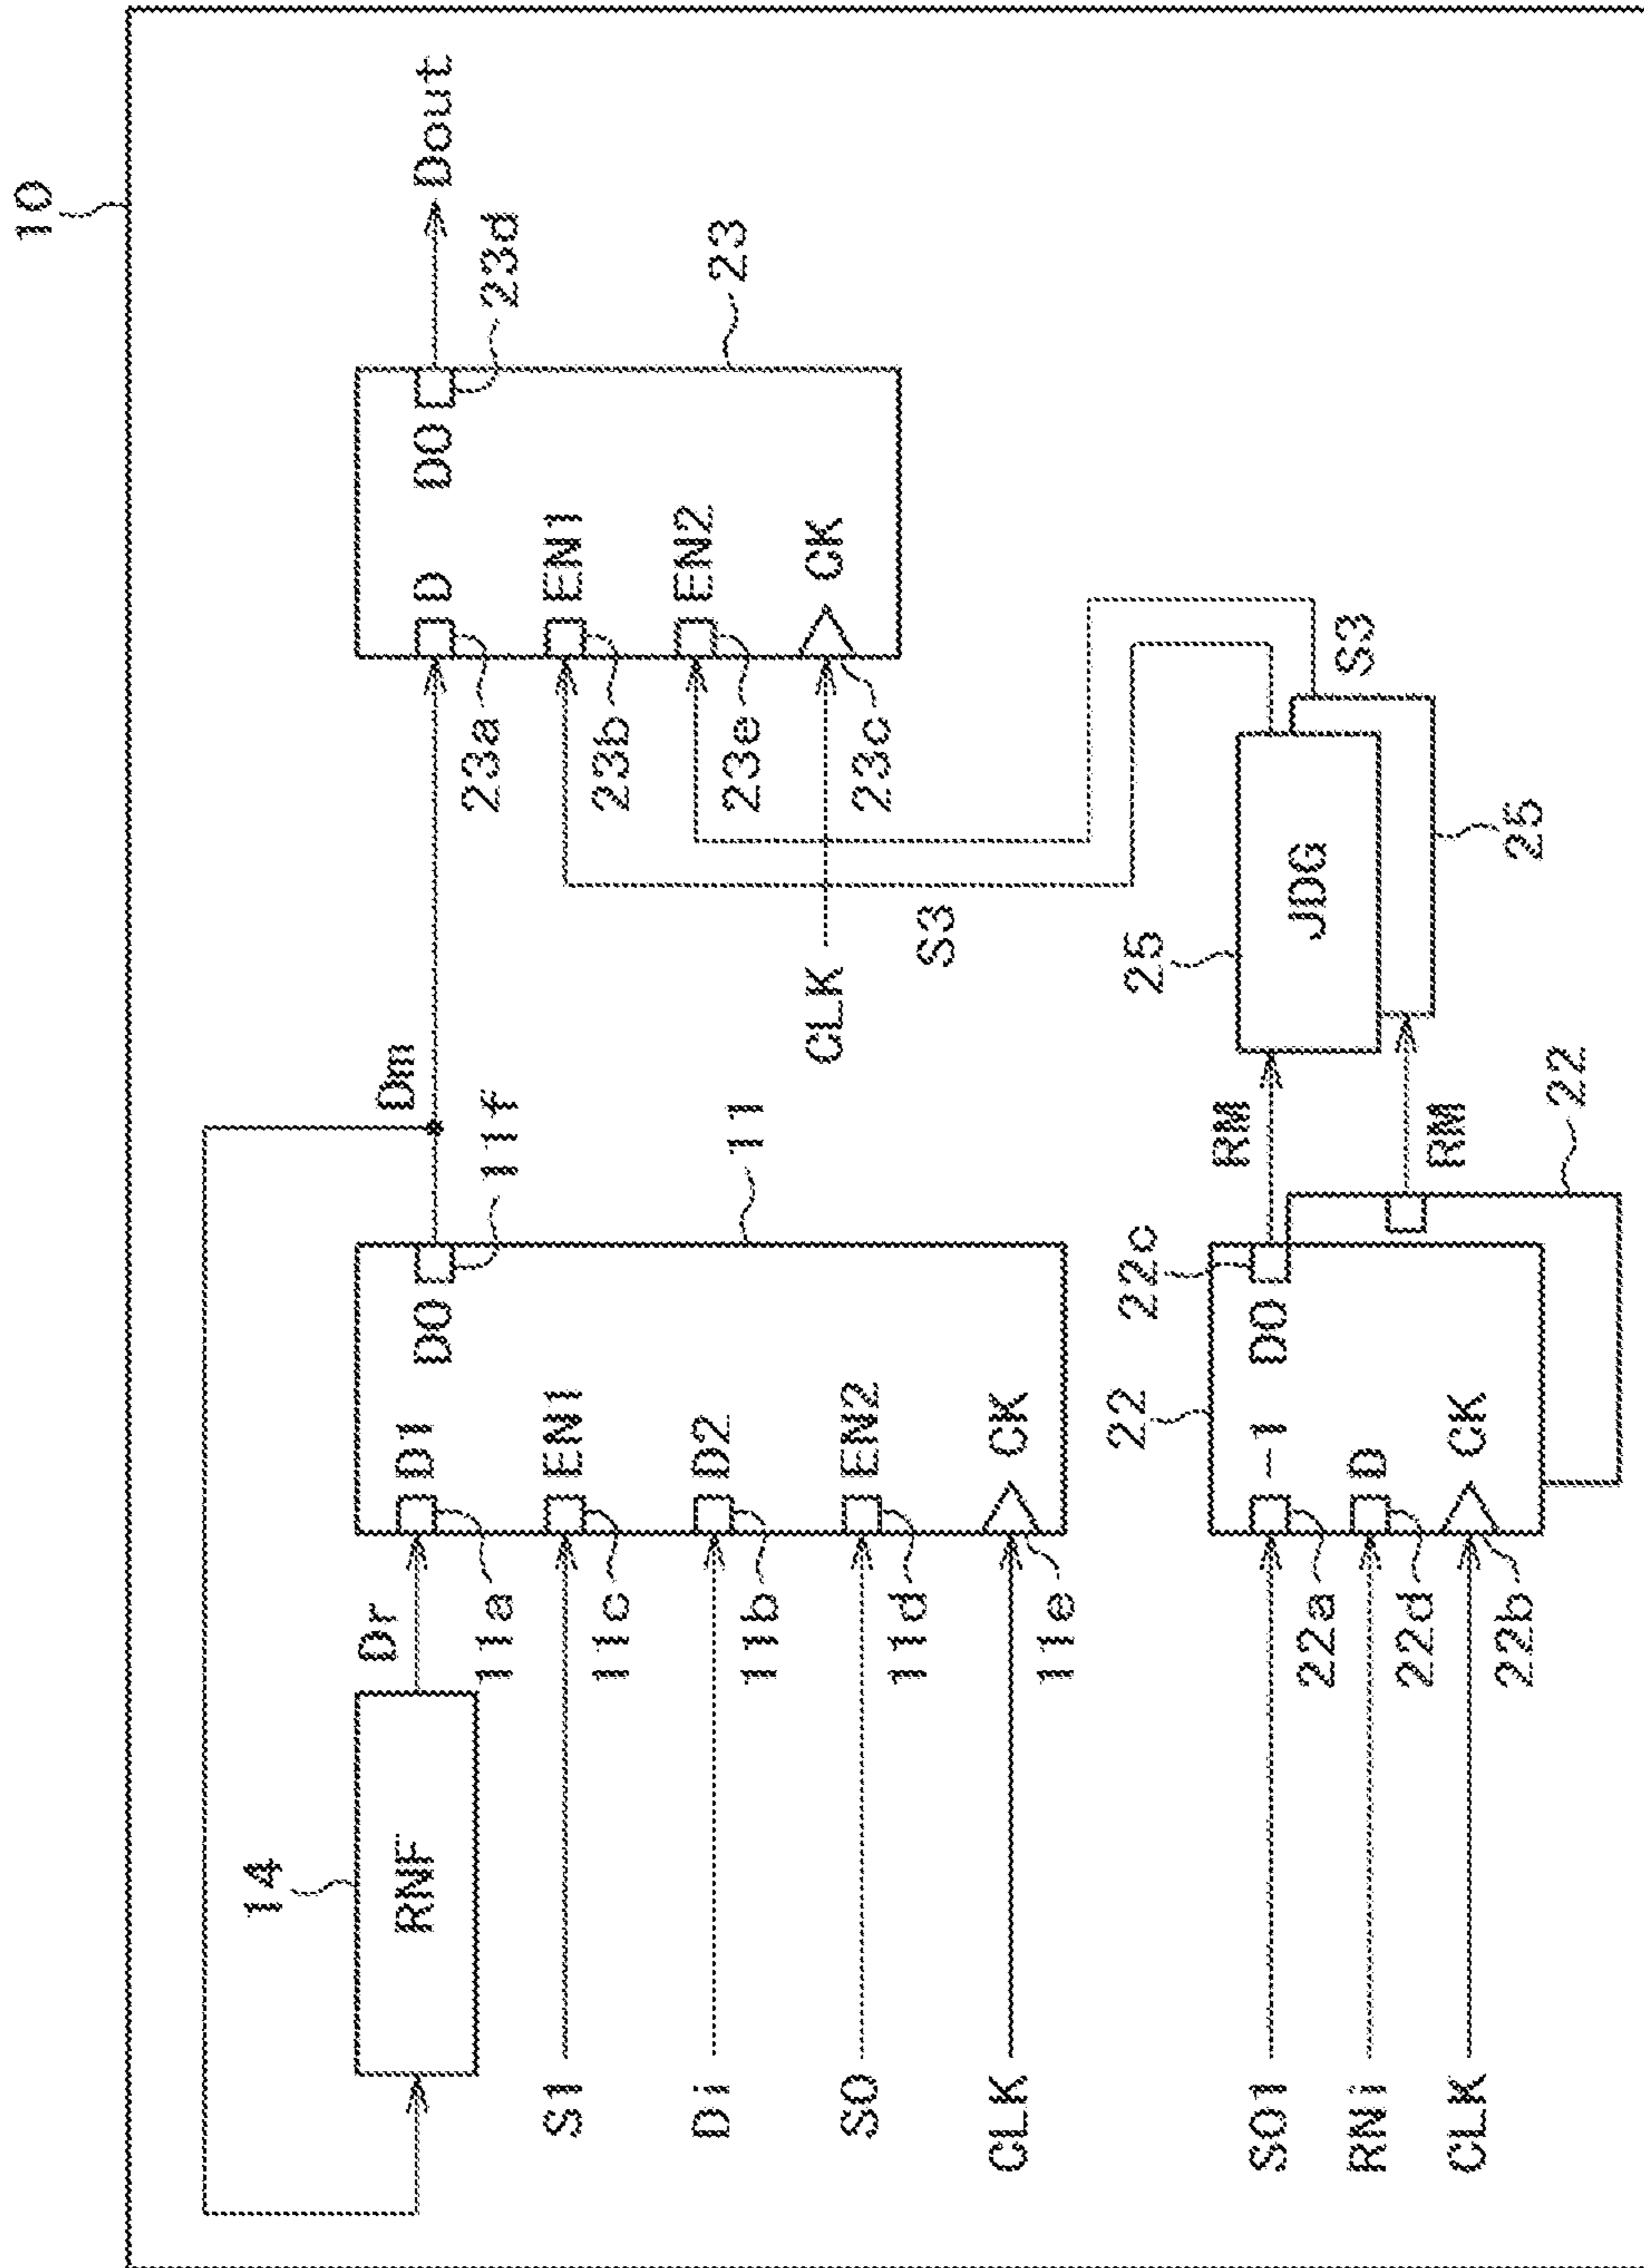 10
14
RNF
Dr
Dm
D1
DO
11a
11f
S1
EN1
11c
Di
D2
11b
S0
EN2
11d
CLK
CK
11e
11
D
DO
Dout
23a
23d
EN1
23b
EN2
23e
CLK
CK
23c
23
S3
S3
S01
-1
DO
22a
22c
22
RNi
D
22d
CLK
CK
22b
22
RM
RM
25
JDG
25